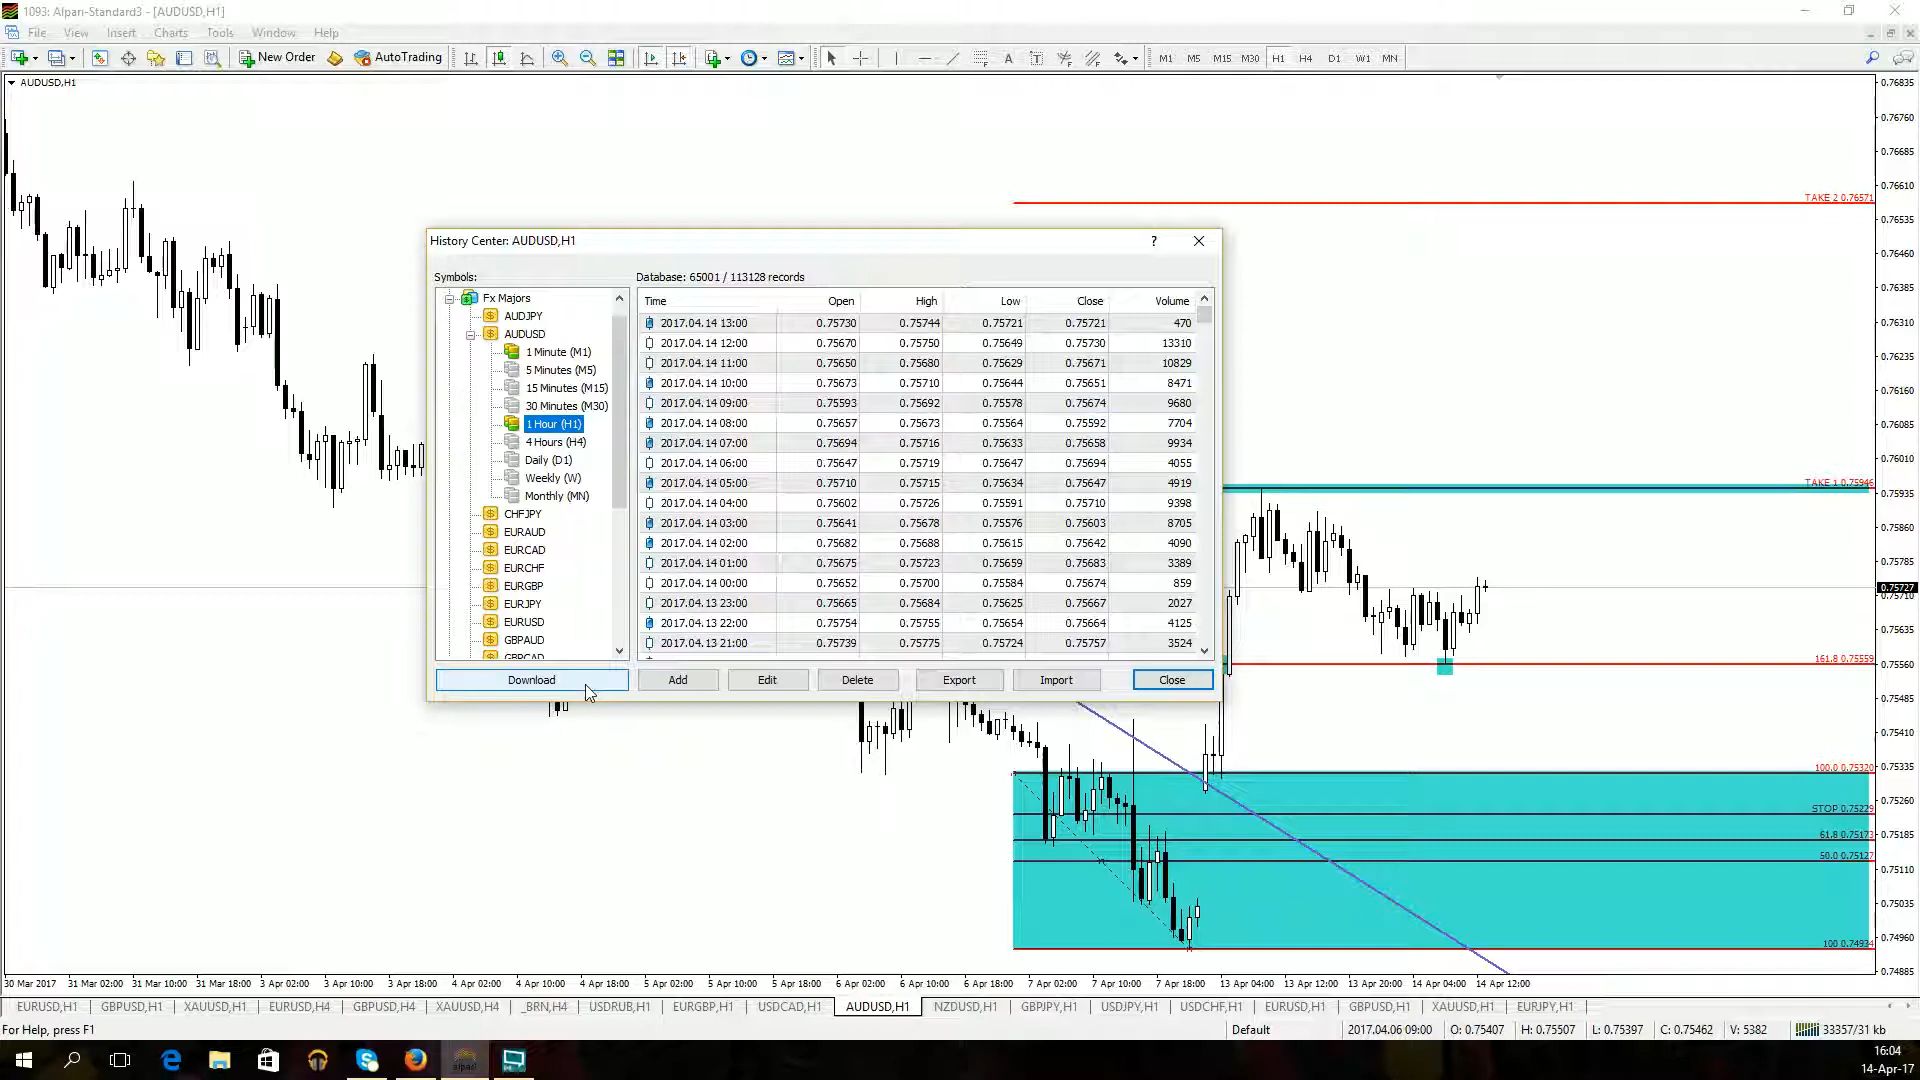 1093: Alpari-Standard3 - [AUDUSD,H1]
File View Insert Charts Tools Window Help
New Order AutoTrading A T M1 M5 M15 M30 H1 H4 D1 W1 MN
AUDUSD,H1
0.76835
0.76760
0.76685
0.76610
TAKE 2 0.76571
0.76535
0.76460
0.76385
0.76310
0.76235
0.76160
0.76085
0.76010
TAKE 1 0.75946
0.75935
0.75860
0.75785
0.75727
0.75710
0.75635
161.8 0.75559
0.75560
0.75485
0.75410
0.75335
100.0 0.75320
0.75260
STOP 0.75229
0.75185
61.8 0.75173
50.0 0.75127
0.75110
0.75035
0.74960
100 0.74934
0.74885
History Center: AUDUSD,H1 ?
Symbols:
Database: 65001 / 113128 records
Fx Majors
AUDJPY
AUDUSD
1 Minute (M1)
5 Minutes (M5)
15 Minutes (M15)
30 Minutes (M30)
1 Hour (H1)
4 Hours (H4)
Daily (D1)
Weekly (W)
Monthly (MN)
CHFJPY
EURAUD
EURCAD
EURCHF
EURGBP
EURJPY
EURUSD
GBPAUD
GBPCAD
Time Open High Low Close Volume
2017.04.14 13:00 0.75730 0.75744 0.75721 0.75721 470
2017.04.14 12:00 0.75670 0.75750 0.75649 0.75730 13310
2017.04.14 11:00 0.75650 0.75680 0.75629 0.75671 10829
2017.04.14 10:00 0.75673 0.75710 0.75644 0.75651 8471
2017.04.14 09:00 0.75593 0.75692 0.75578 0.75674 9680
2017.04.14 08:00 0.75657 0.75673 0.75564 0.75592 7704
2017.04.14 07:00 0.75694 0.75716 0.75633 0.75658 9934
2017.04.14 06:00 0.75647 0.75719 0.75647 0.75694 4055
2017.04.14 05:00 0.75710 0.75715 0.75634 0.75647 4919
2017.04.14 04:00 0.75602 0.75726 0.75591 0.75710 9398
2017.04.14 03:00 0.75641 0.75678 0.75576 0.75603 8705
2017.04.14 02:00 0.75682 0.75688 0.75615 0.75642 4090
2017.04.14 01:00 0.75675 0.75723 0.75659 0.75683 3389
2017.04.14 00:00 0.75652 0.75700 0.75584 0.75674 859
2017.04.13 23:00 0.75665 0.75684 0.75625 0.75667 2027
2017.04.13 22:00 0.75754 0.75755 0.75654 0.75664 4125
2017.04.13 21:00 0.75739 0.75775 0.75724 0.75757 3524
Download Add Edit Delete Export Import Close
30 Mar 2017 31 Mar 02:00 31 Mar 10:00 31 Mar 18:00 3 Apr 02:00 3 Apr 10:00 3 Apr 18:00 4 Apr 02:00 4 Apr 10:00 4 Apr 18:00 5 Apr 02:00 5 Apr 10:00 5 Apr 18:00 6 Apr 02:00 6 Apr 10:00 6 Apr 18:00 7 Apr 02:00 7 Apr 10:00 7 Apr 18:00 13 Apr 04:00 13 Apr 12:00 13 Apr 20:00 14 Apr 04:00 14 Apr 12:00
EURUSD,H1 GBPUSD,H1 XAUUSD,H1 EURUSD,H4 GBPUSD,H4 XAUUSD,H4 _BRN,H4 USDRUB,H1 EURGBP,H1 USDCAD,H1 AUDUSD,H1 NZDUSD,H1 GBPJPY,H1 USDJPY,H1 USDCHF,H1 EURUSD,H1 GBPUSD,H1 XAUUSD,H1 EURJPY,H1
For Help, press F1 Default 2017.04.06 09:00 O: 0.75407 H: 0.75507 L: 0.75397 C: 0.75462 V: 5382 33357/31 kb
alpari
16:04
14-Apr-17